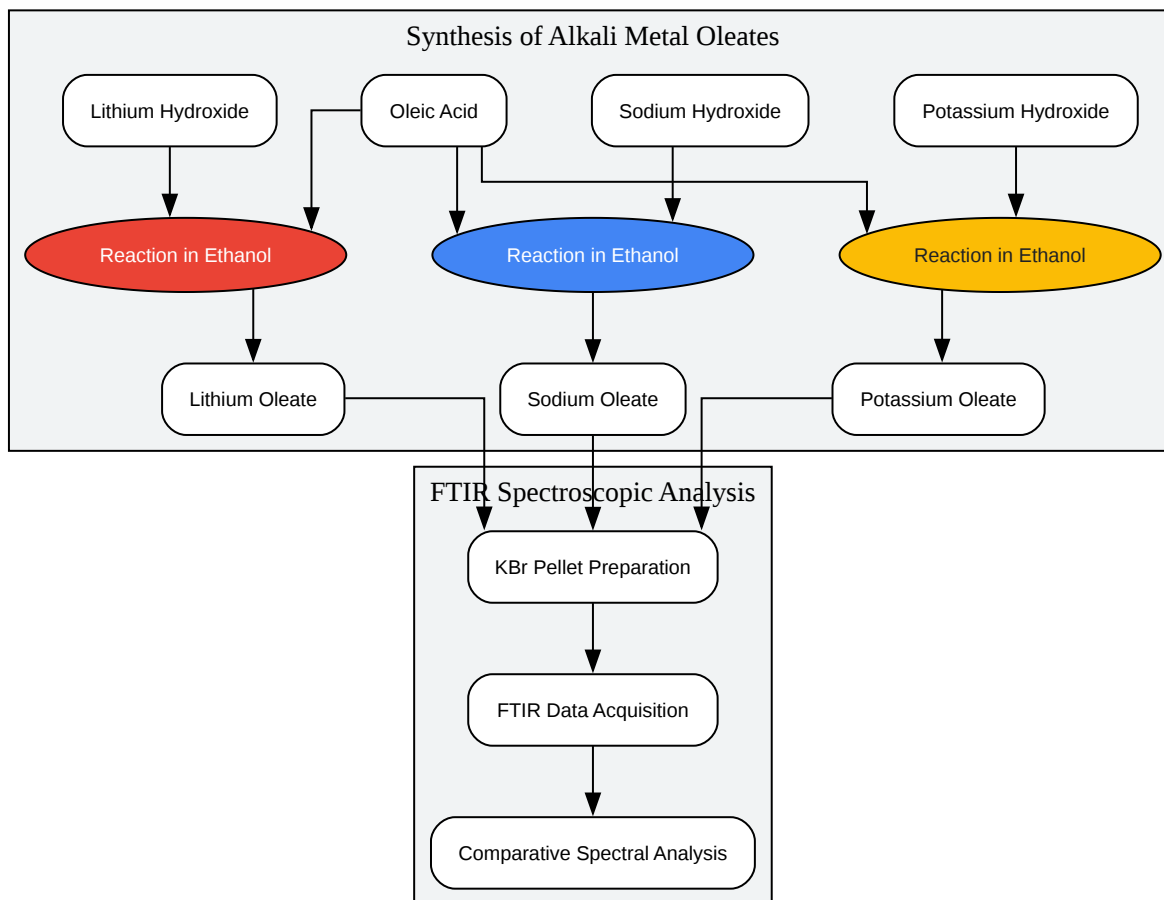 Synthesis of Alkali Metal Oleates
Lithium Hydroxide
Oleic Acid
Sodium Hydroxide
Potassium Hydroxide
Reaction in Ethanol
Reaction in Ethanol
Reaction in Ethanol
Lithium Oleate
Sodium Oleate
Potassium Oleate
FTIR Spectroscopic Analysis
KBr Pellet Preparation
FTIR Data Acquisition
Comparative Spectral Analysis